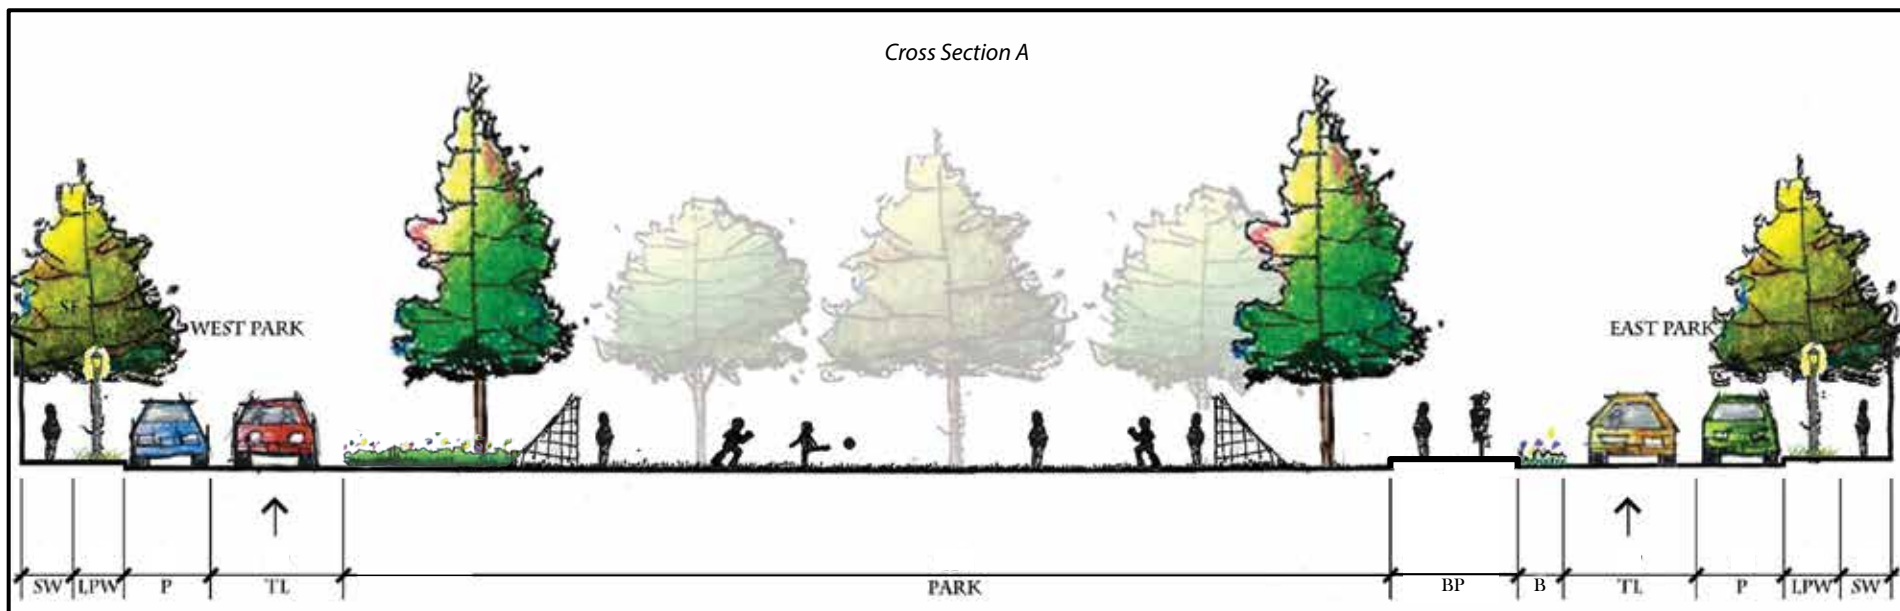 Cross Section A
WEST PARK
EAST PARK
SW LPW P TL PARK BP B TL P LPW SW